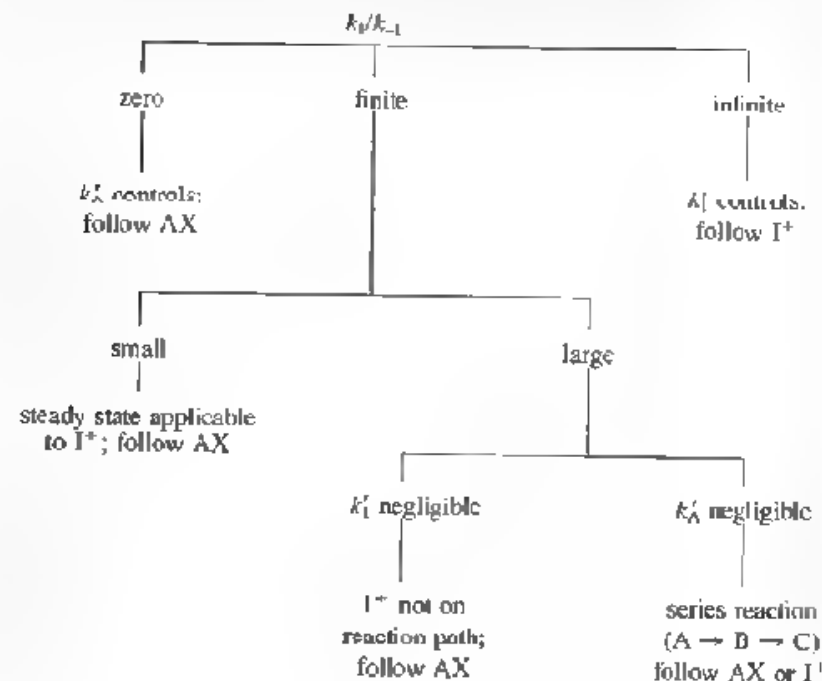 k₁/k₋₁
zero
finite
infinite
k′A controls;
follow AX
k′I controls.
follow I⁺
small
large
steady state applicable
to I⁺; follow AX
k′I negligible
k′A negligible
I⁺ not on
reaction path;
follow AX
series reaction
(A → B → C)
follow AX or I⁺